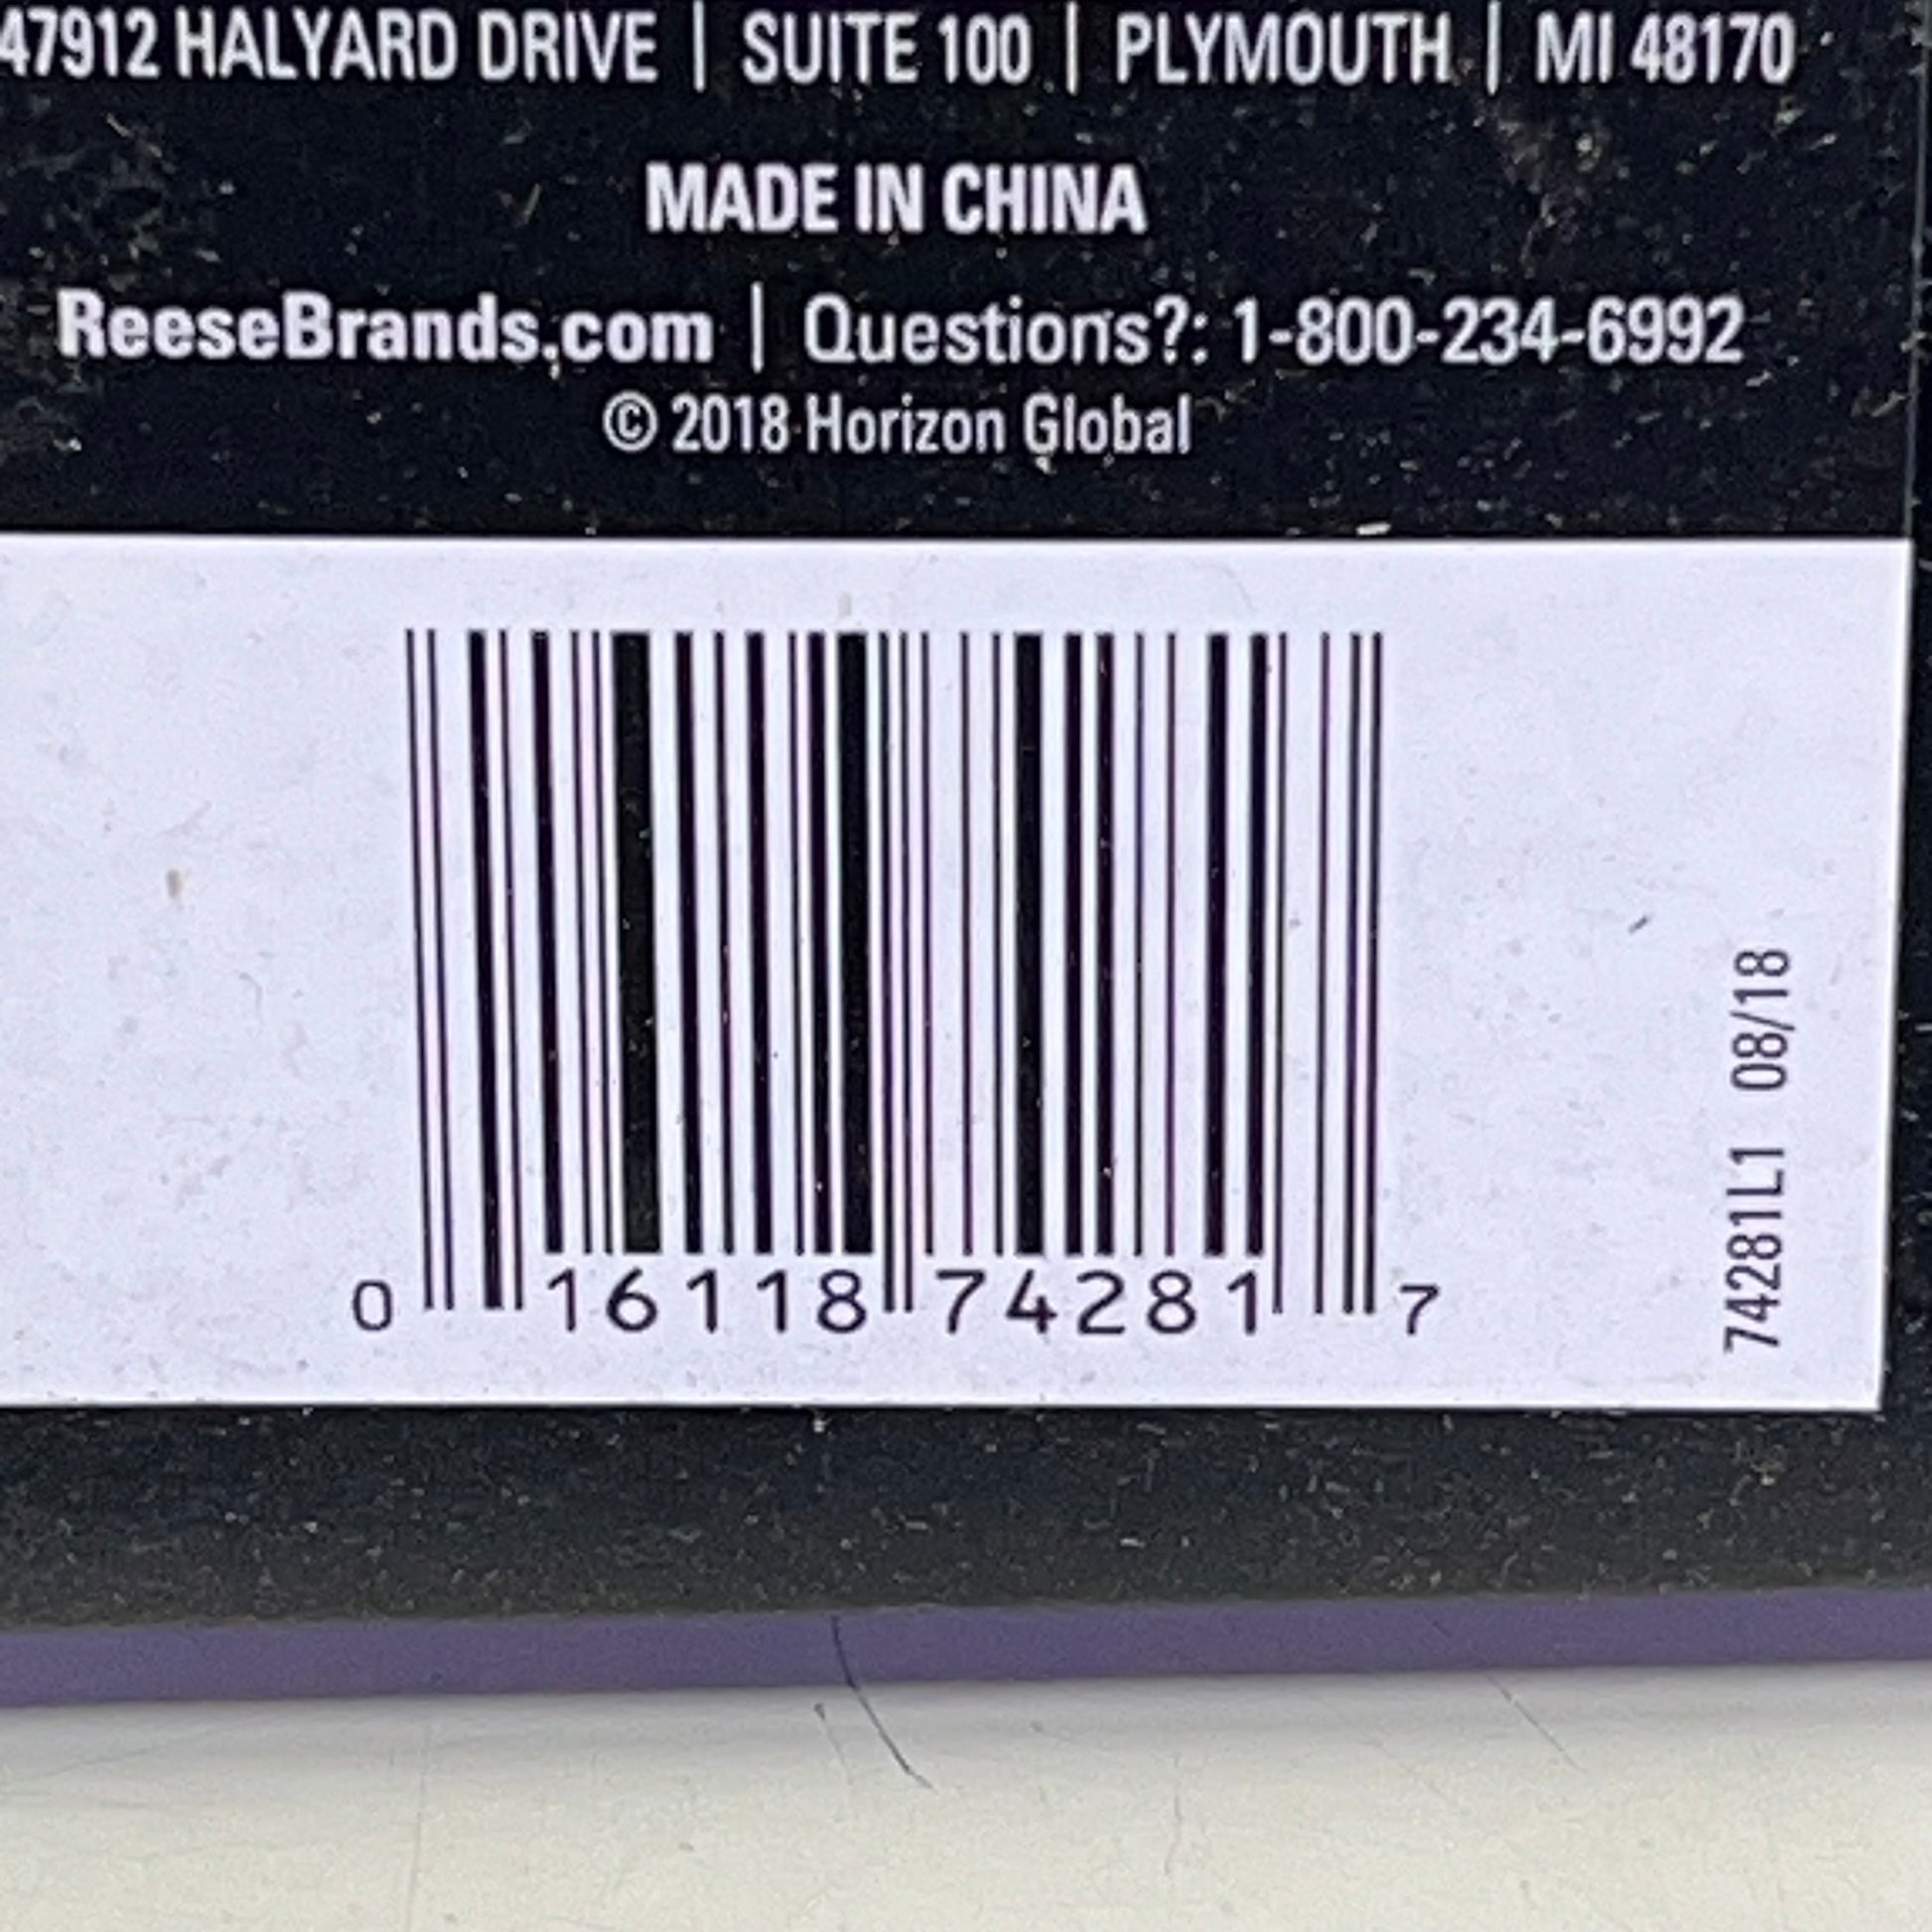 47912 HALYARD DRIVE | SUITE 100 | PLYMOUTH | MI 48170
MADE IN CHINA
ReeseBrands.com | Questions?: 1-800-234-6992
© 2018 Horizon Global
0 16118 74281 7
74281L1 08/18